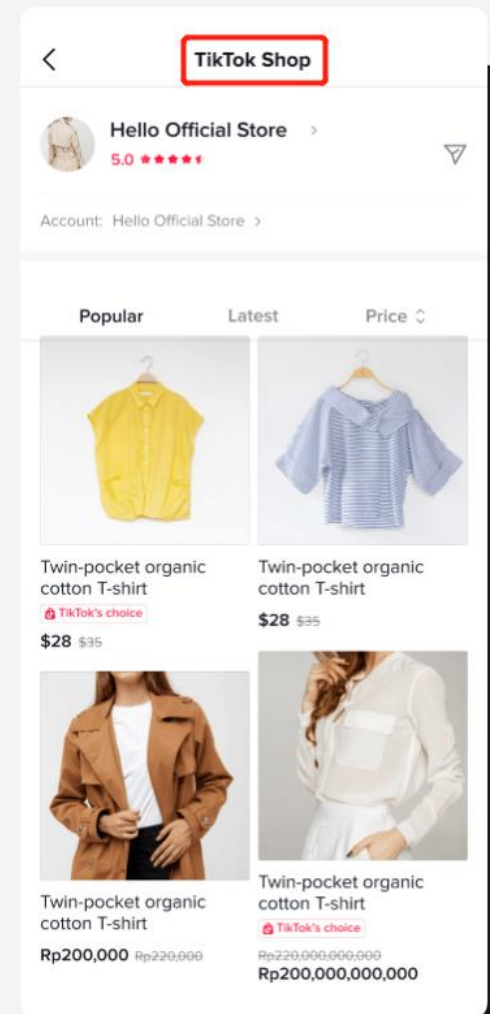 TikTok Shop
Hello Official Store
5.0
Account: Hello Official Store
Popular Latest Price
Twin-pocket organic
cotton T-shirt
TikTok's choice
$28 $35
Twin-pocket organic
cotton T-shirt
$28 $35
Twin-pocket organic
cotton T-shirt
Rp200,000 Rp220,000
Twin-pocket organic
cotton T-shirt
TikTok's choice
Rp220,000,000,000
Rp200,000,000,000